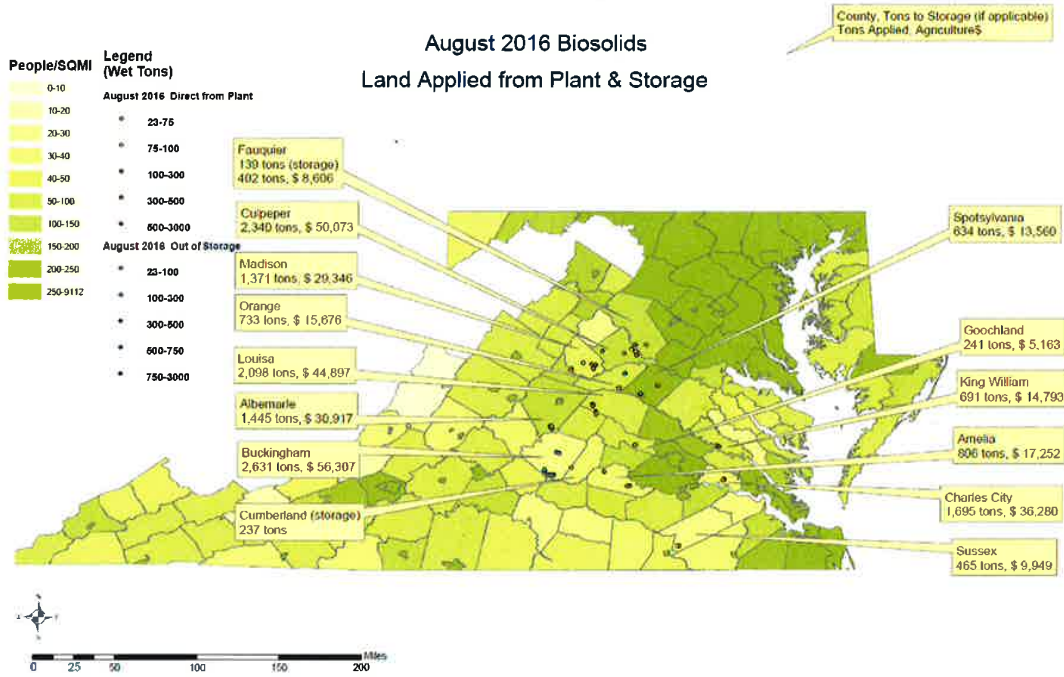 August 2016 Biosolids
Land Applied from Plant & Storage
County, Tons to Storage (if applicable)
Tons Applied, Agriculture$
People/SQMI
0-10
10-20
20-30
30-40
40-50
50-100
100-150
150-200
200-250
250-9112
Legend
(Wet Tons)
August 2016 Direct from Plant
23-75
75-100
100-300
300-500
500-3000
August 2016 Out of Storage
23-100
100-300
300-500
500-750
750-3000
Fauquier
139 tons (storage)
402 tons, $ 8,606
Culpeper
2,340 tons, $ 50,073
Madison
1,371 tons, $ 29,346
Orange
733 tons, $ 15,676
Louisa
2,098 tons, $ 44,897
Albemarle
1,445 tons, $ 30,917
Buckingham
2,631 tons, $ 56,307
Cumberland (storage)
237 tons
Spotsylvania
634 tons, $ 13,560
Goochland
241 tons, $ 5,163
King William
691 tons, $ 14,793
Amelia
806 tons, $ 17,252
Charles City
1,695 tons, $ 36,280
Sussex
465 tons, $ 9,949
Miles
0 25 50 100 150 200